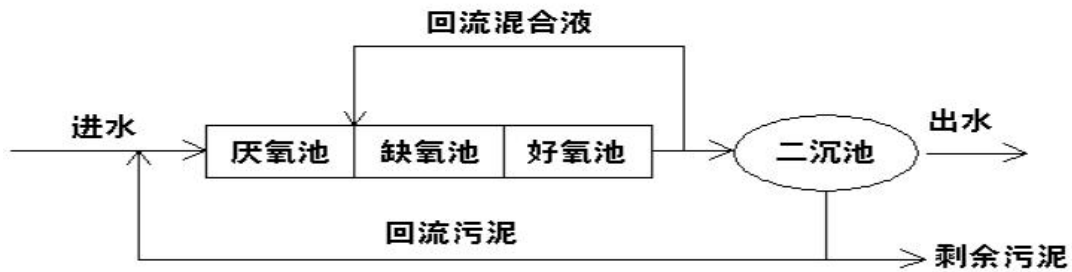 回流混合液
进水
厌氧池
缺氧池
好氧池
二沉池
出水
回流污泥
剩余污泥